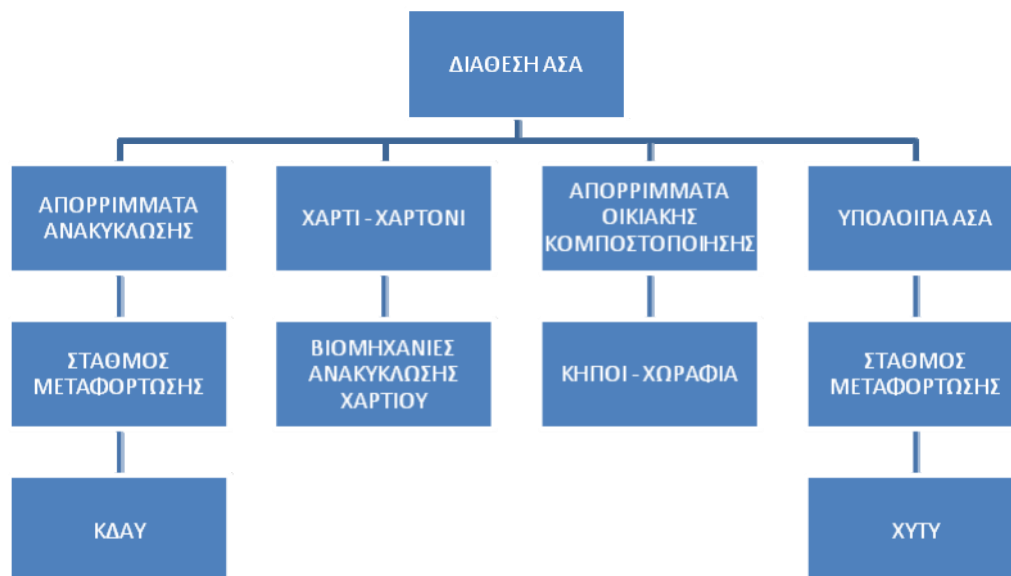 ΔΙΑΘΕΣΗ ΑΣΑ
ΑΠΟΡΡΙΜΜΑΤΑ
ΑΝΑΚΥΚΛΩΣΗΣ
ΧΑΡΤΙ - ΧΑΡΤΟΝΙ
ΑΠΟΡΡΙΜΜΑΤΑ
ΟΙΚΙΑΚΗΣ
ΚΟΜΠΟΣΤΟΠΟΙΗΣΗΣ
ΥΠΟΛΟΙΠΑ ΑΣΑ
ΣΤΑΘΜΟΣ
ΜΕΤΑΦΟΡΤΩΣΗΣ
ΒΙΟΜΗΧΑΝΙΕΣ
ΑΝΑΚΥΚΛΩΣΗΣ
ΧΑΡΤΙΟΥ
ΚΗΠΟΙ - ΧΩΡΑΦΙΑ
ΣΤΑΘΜΟΣ
ΜΕΤΑΦΟΡΤΩΣΗΣ
ΚΔΑΥ
ΧΥΤΥ